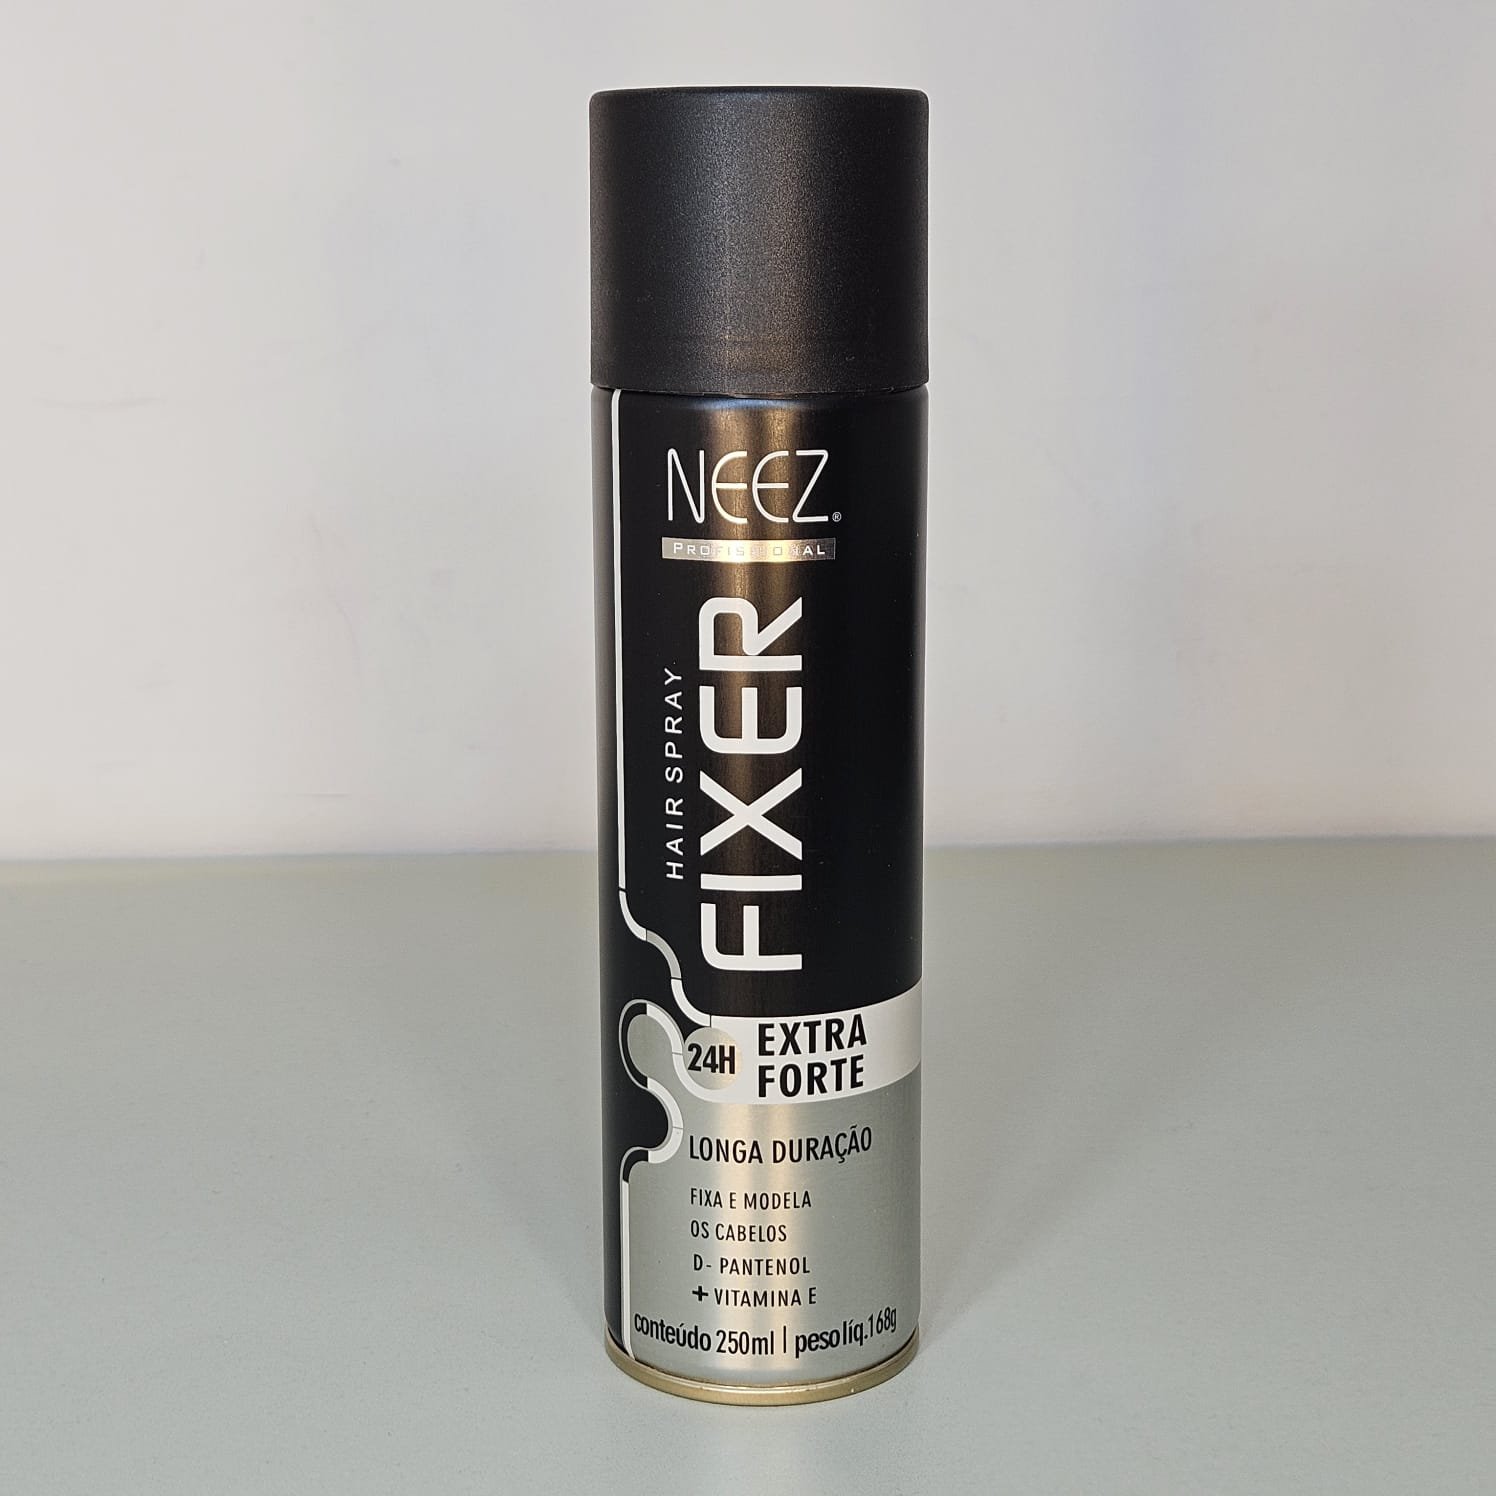 NEEZ®
PROFISSIONAL
HAIR SPRAY
FIXER
24H
EXTRA
FORTE
LONGA DURAÇÃO
FIXA E MODELA
OS CABELOS
D- PANTENOL
+ VITAMINA E
conteúdo 250ml | peso líq.168g